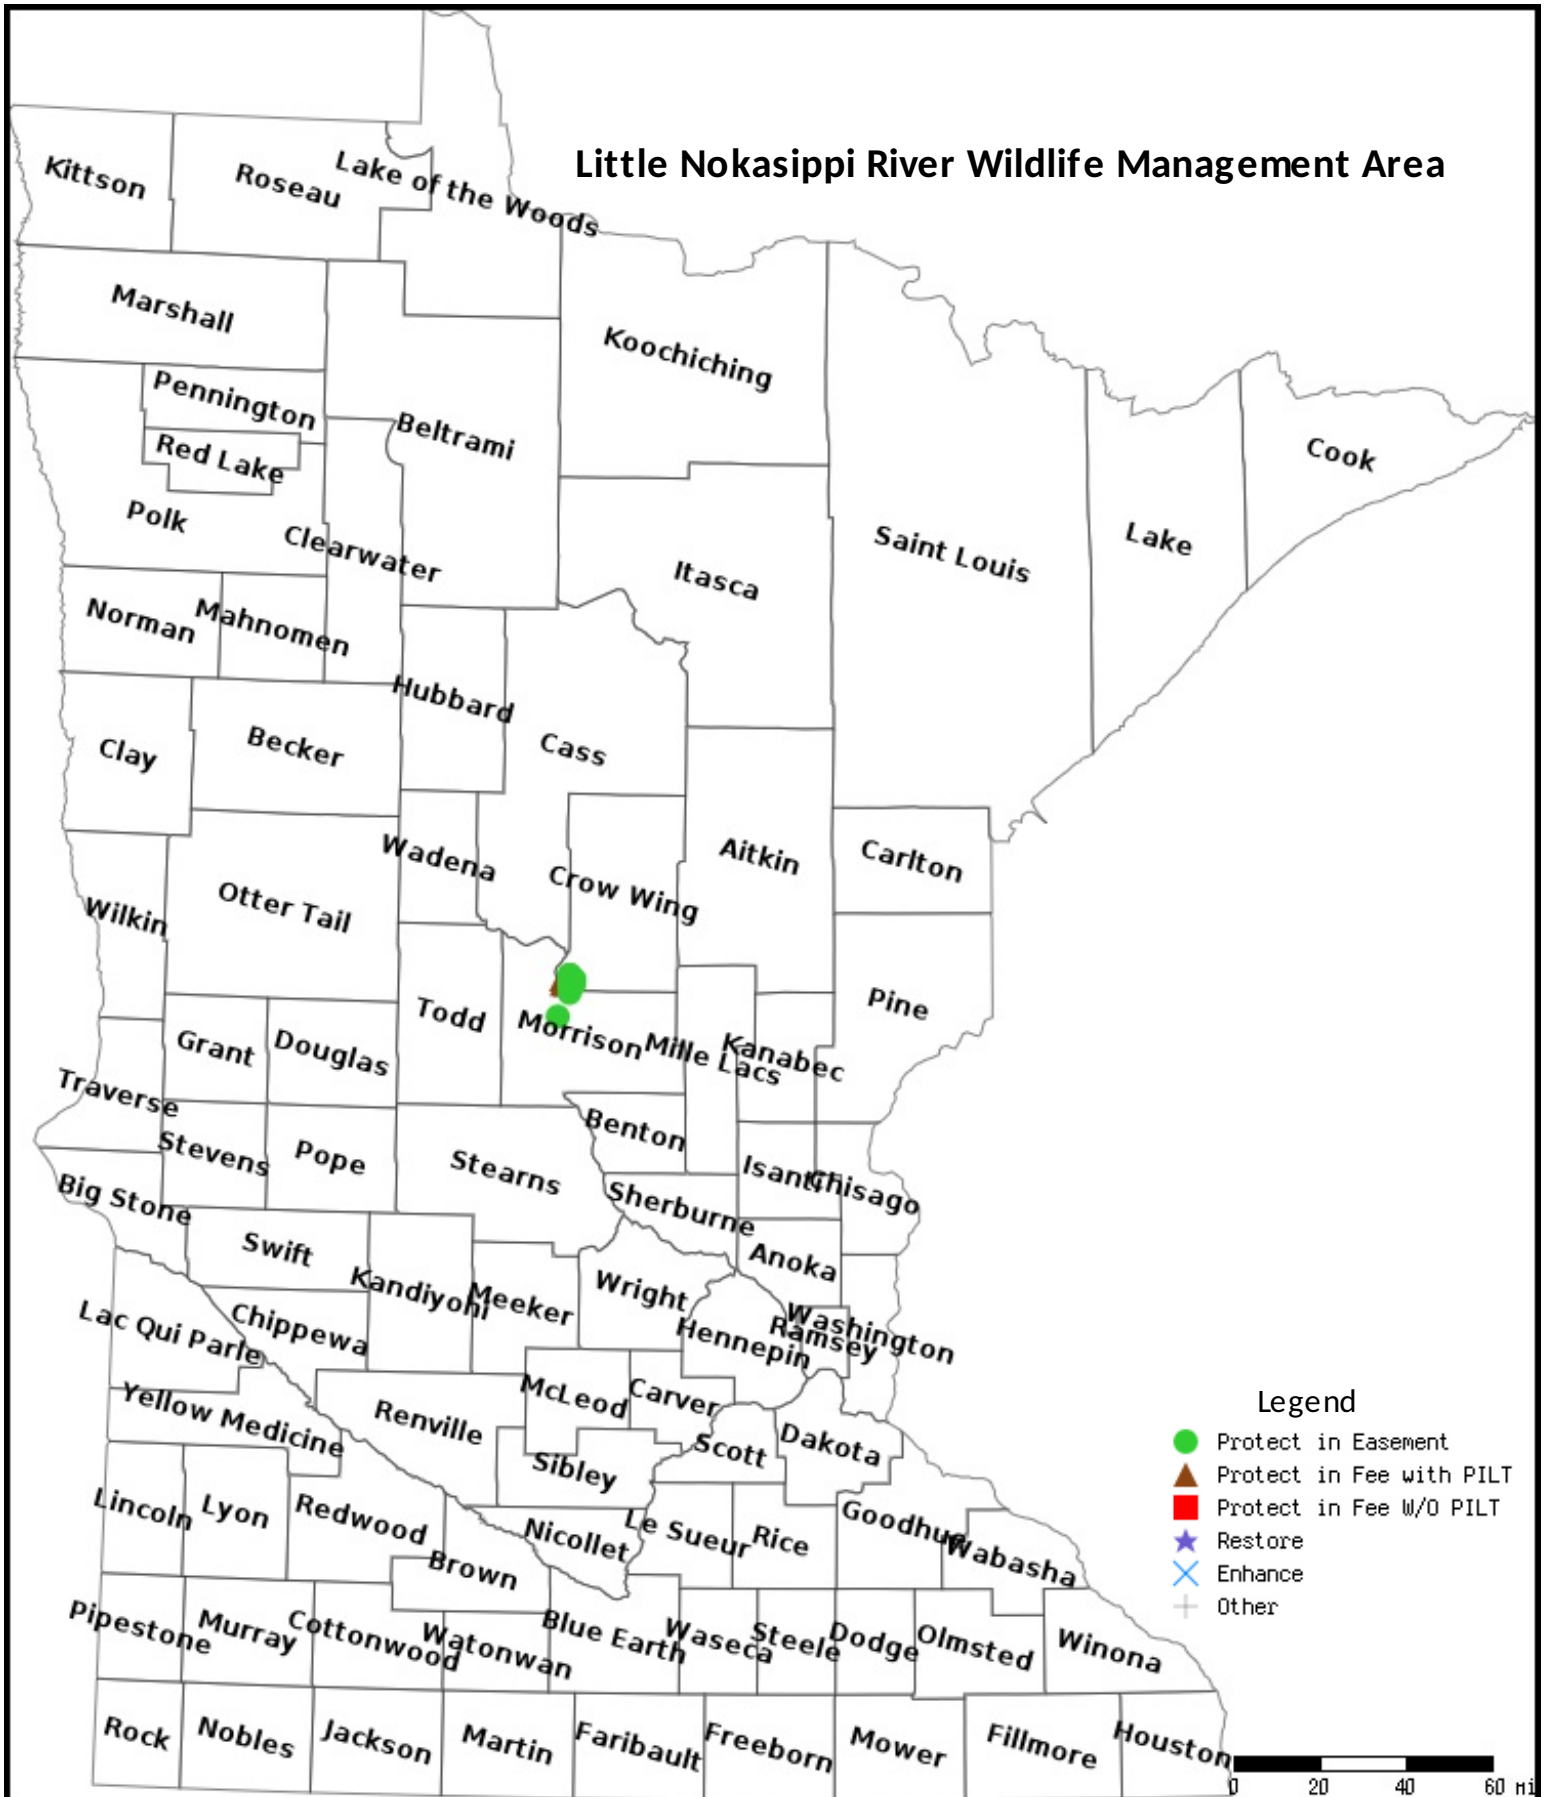 Little Nokasippi River Wildlife Management Area
Kittson
Roseau
Lake of the Woods
Marshall
Koochiching
Pennington
Beltrami
Red Lake
Cook
Polk
Clearwater
Saint Louis
Lake
Itasca
Norman
Mahnomen
Hubbard
Clay
Becker
Cass
Wadena
Aitkin
Carlton
Crow Wing
Otter Tail
Wilkin
Pine
Todd
Morrison
Mille Lacs
Kanabec
Grant
Douglas
Traverse
Benton
Stevens
Pope
Stearns
Isanti
Chisago
Big Stone
Sherburne
Swift
Anoka
Kandiyohi
Meeker
Wright
Washington
Ramsey
Hennepin
Lac Qui Parle
Chippewa
McLeod
Carver
Yellow Medicine
Renville
Scott
Dakota
Sibley
Legend
Protect in Easement
Protect in Fee with PILT
Protect in Fee W/O PILT
Restore
Enhance
Other
Lincoln
Lyon
Redwood
Nicollet
Le Sueur
Rice
Goodhue
Wabasha
Brown
Pipestone
Murray
Cottonwood
Watonwan
Blue Earth
Waseca
Steele
Dodge
Olmsted
Winona
Rock
Nobles
Jackson
Martin
Faribault
Freeborn
Mower
Fillmore
Houston
0 20 40 60 mi